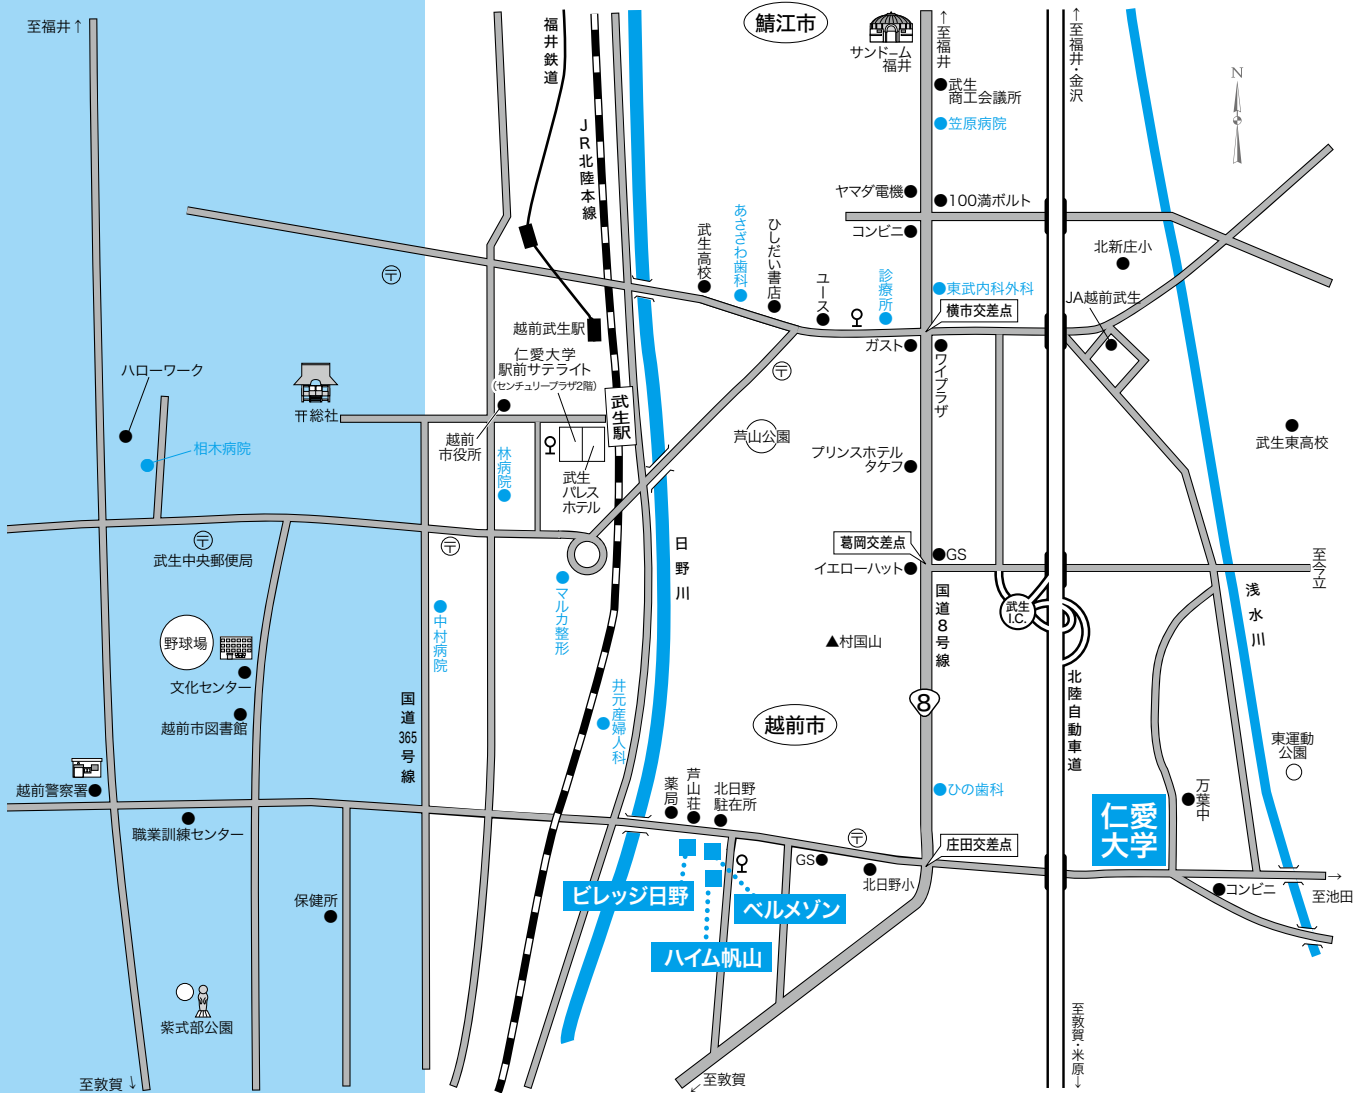 至福井↑
福井鉄道
JR北陸本線
鯖江市
サンドーム
福井
↑至福井
↑至福井・金沢
N
武生
商工会議所
笠原病院
ヤマダ電機
100満ボルト
コンビニ
北新庄小
武生高校
あさざわ歯科
ひしだい書店
ユース
診療所
東武内科外科
JA越前武生
横市交差点
越前武生駅
ガスト
ワイプラザ
仁愛大学
駅前サテライト
(センチュリープラザ2階)
ハローワーク
〒総社
武生駅
相木病院
越前
市役所
林病院
武生
パレス
ホテル
芦山公園
プリンスホテル
タケフ
武生東高校
〒
〒
〒
〒
武生中央郵便局
日野川
葛岡交差点
GS
イエローハット
至今立
マルカ整形
中村病院
国道8号線
武生
I.C.
浅水川
野球場
▲村国山
文化センター
越前市図書館
国道365号線
井元産婦人科
8
越前市
北陸自動車道
東運動
公園
越前警察署
薬局
芦山荘
北日野
駐在所
ひの歯科
万葉中
仁愛
大学
職業訓練センター
〒
庄田交差点
GS
北日野小
コンビニ
→
至池田
ビレッジ日野
ベルメゾン
保健所
ハイム帆山
紫式部公園
至敦賀↓
至敦賀
↙
至敦賀・米原↓